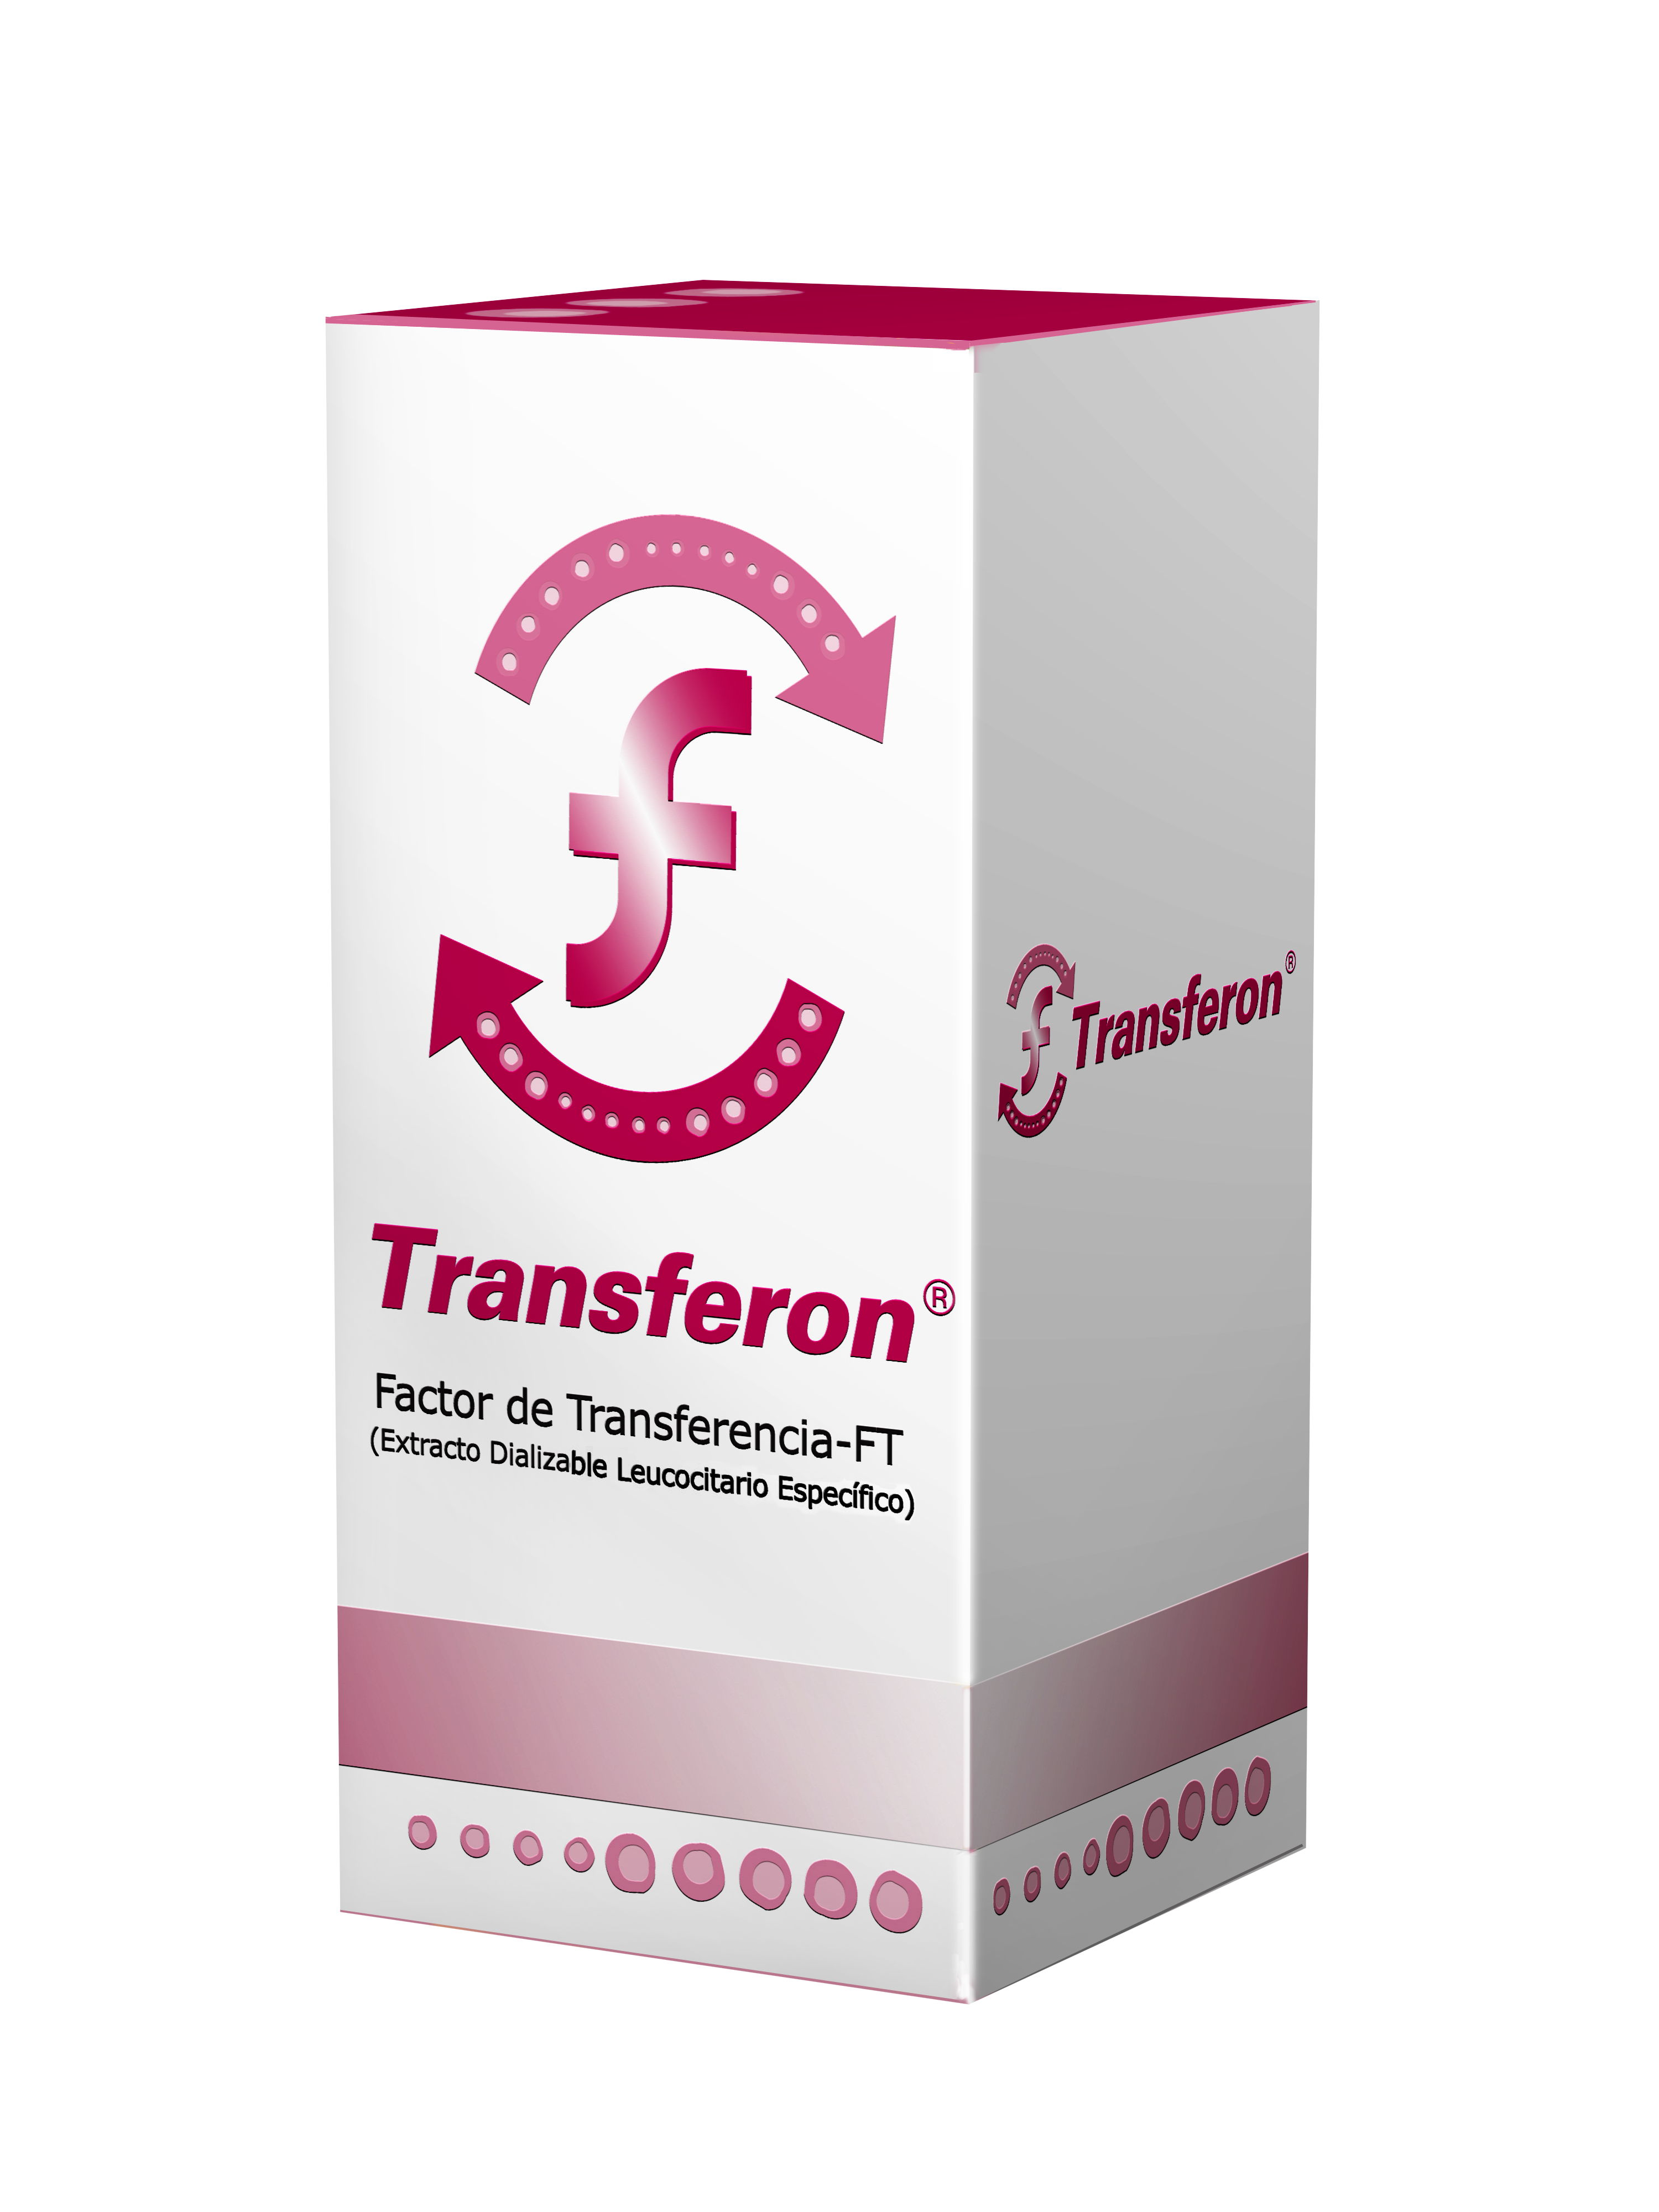 f
Transferon®
Factor de Transferencia-FT
(Extracto Dializable Leucocitario Específico)
f
Transferon®